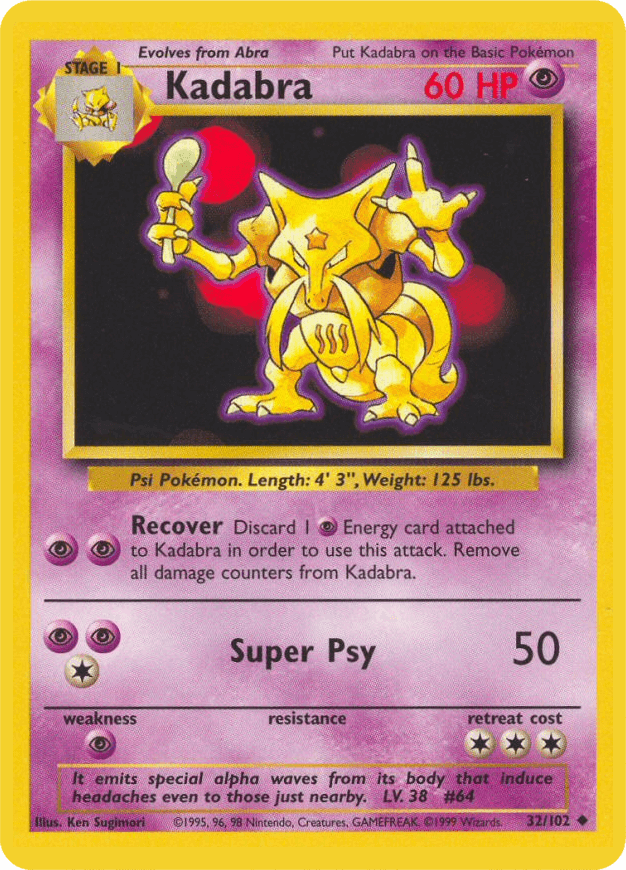 Evolves from Abra
Put Kadabra on the Basic Pokémon
STAGE 1
Kadabra
60 HP
Psi Pokémon. Length: 4' 3", Weight: 125 lbs.
Recover Discard 1 Energy card attached
to Kadabra in order to use this attack. Remove
all damage counters from Kadabra.
Super Psy 50
weakness resistance retreat cost
It emits special alpha waves from its body that induce
headaches even to those just nearby. LV. 38 #64
Illus. Ken Sugimori ©1995, 96, 98 Nintendo, Creatures, GAMEFREAK. ©1999 Wizards. 32/102